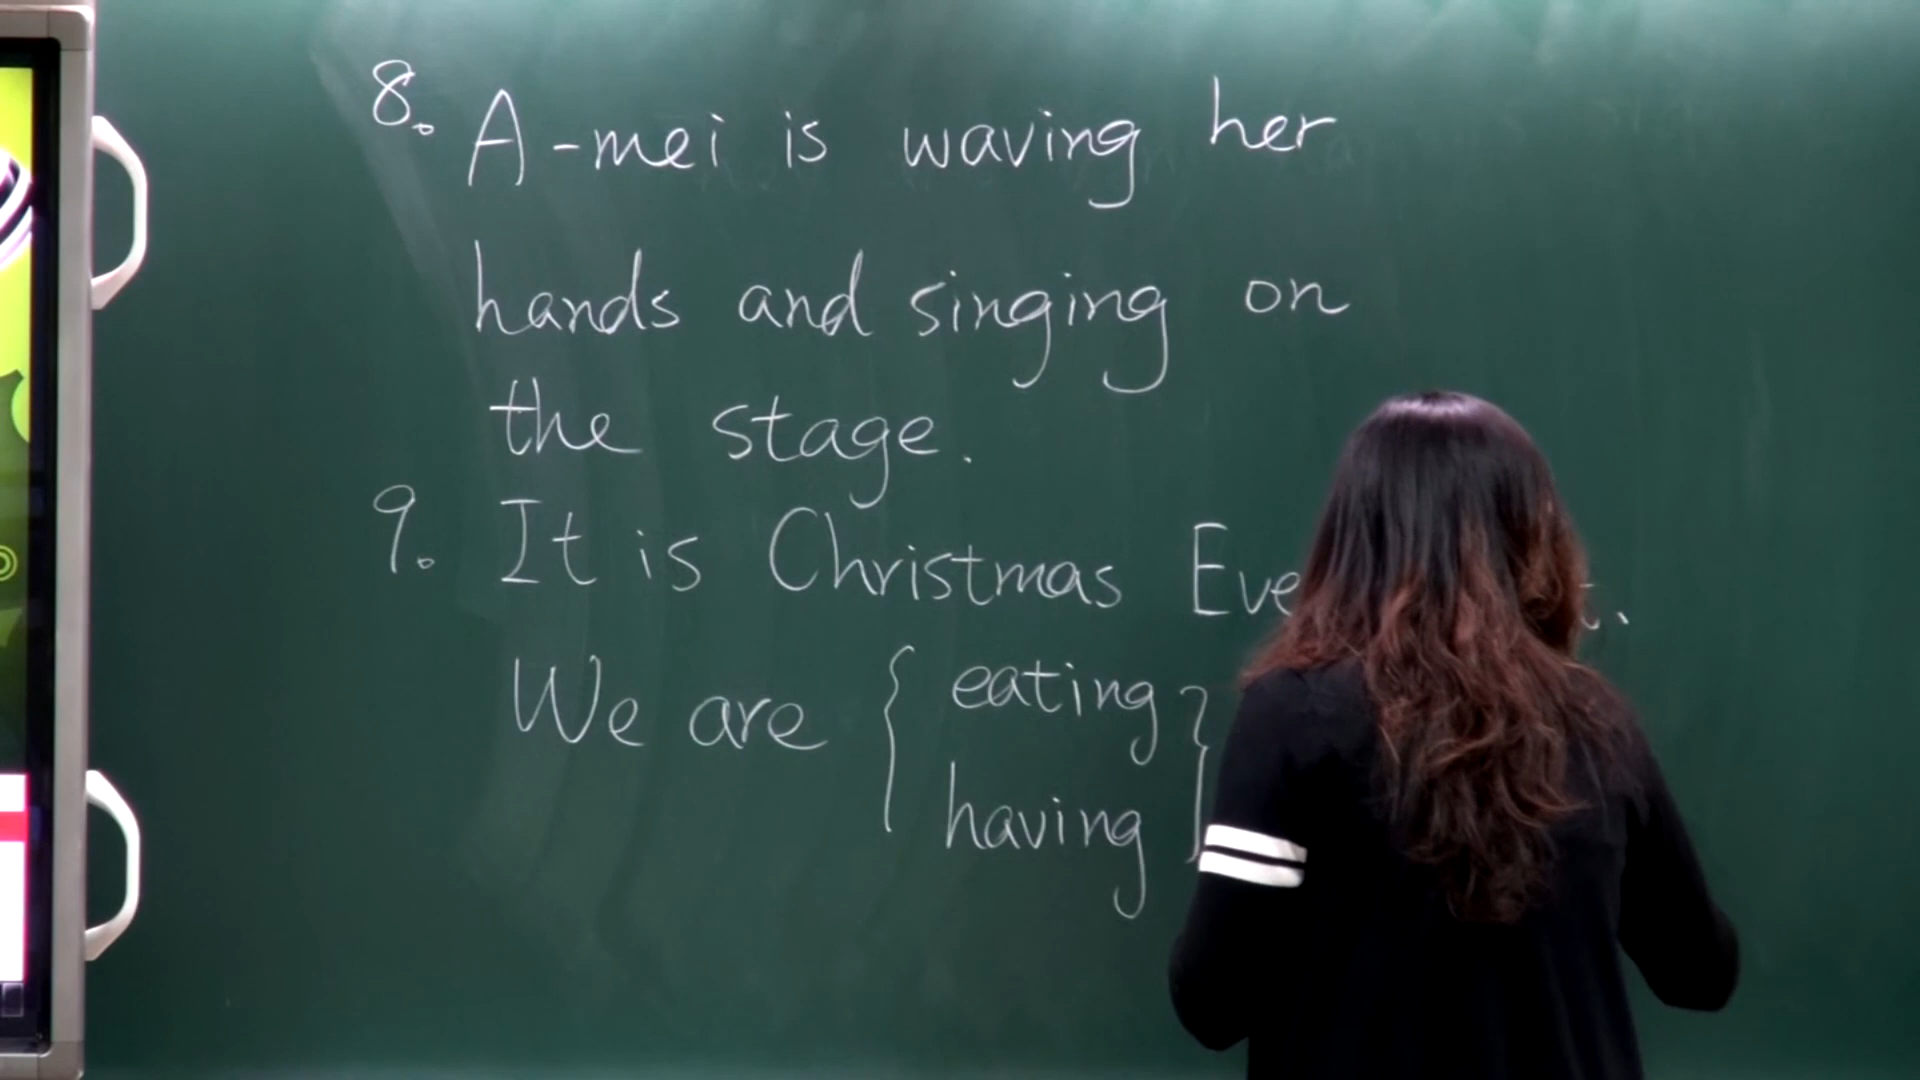 8. A-mei is waving her
hands and singing on
the stage.
9. It is Christmas Eve
We are { eating }
having